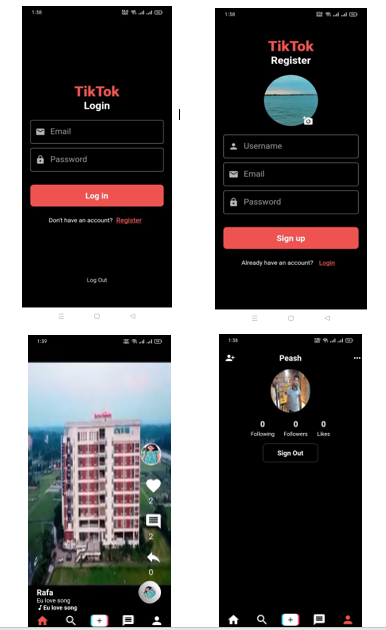 1:38
TikTok
Login
Email
Password
Log in
Don't have an account? Register
Log Out
1:38
TikTok
Register
Username
Email
Password
Sign up
Already have an account? Login
1:39
2
2
0
Rafa
Eu love song
Eu love song
1:38
Peash
0 0 0
Following Followers Likes
Sign Out